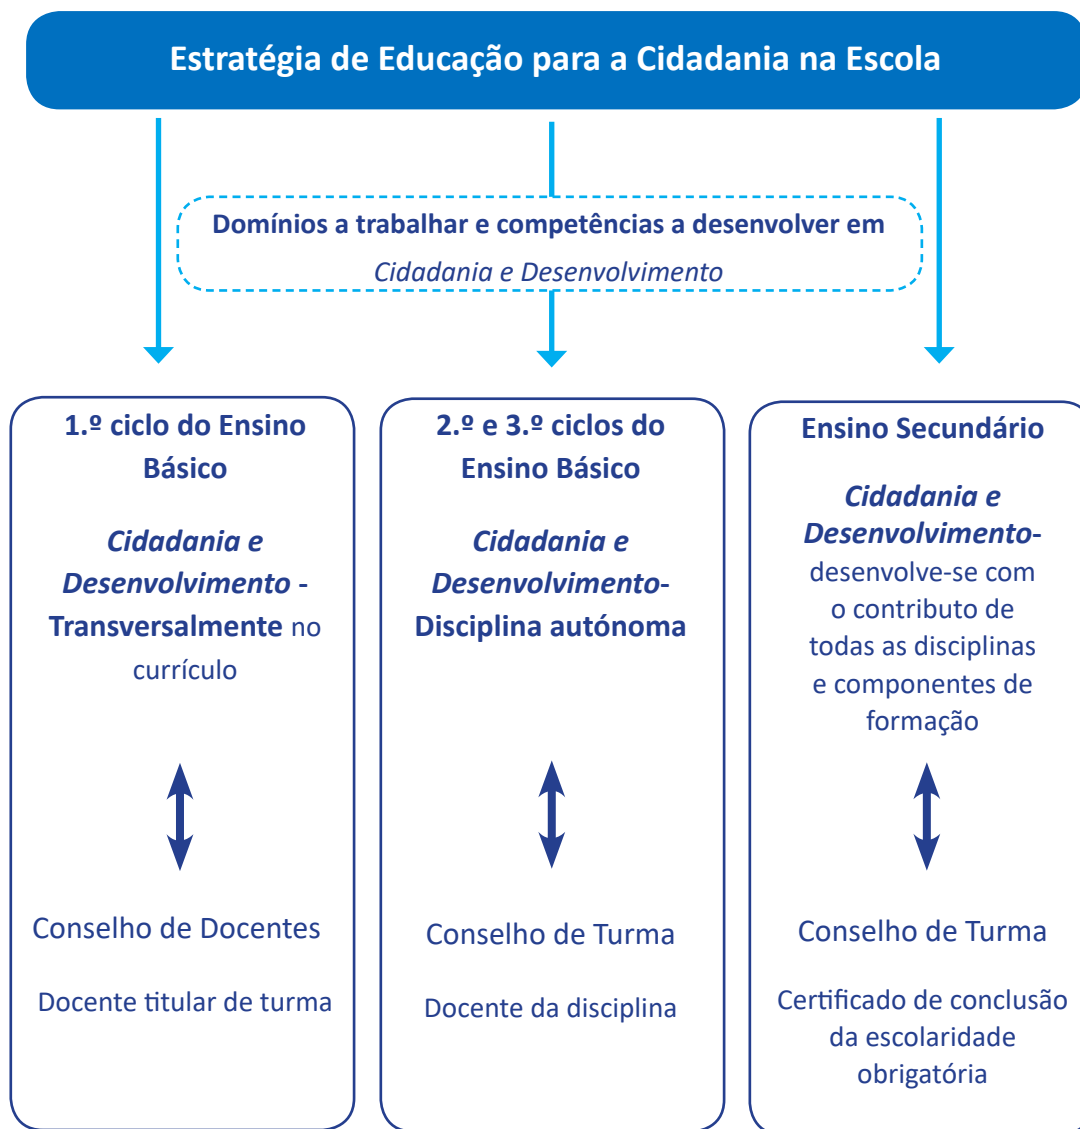 Estratégia de Educação para a Cidadania na Escola
Domínios a trabalhar e competências a desenvolver em
Cidadania e Desenvolvimento
1.º ciclo do Ensino
Básico
Cidadania e
Desenvolvimento -
Transversalmente no
currículo
Conselho de Docentes
Docente titular de turma
2.º e 3.º ciclos do
Ensino Básico
Cidadania e
Desenvolvimento-
Disciplina autónoma
Conselho de Turma
Docente da disciplina
Ensino Secundário
Cidadania e
Desenvolvimento-
desenvolve-se com
o contributo de
todas as disciplinas
e componentes de
formação
Conselho de Turma
Certificado de conclusão
da escolaridade
obrigatória